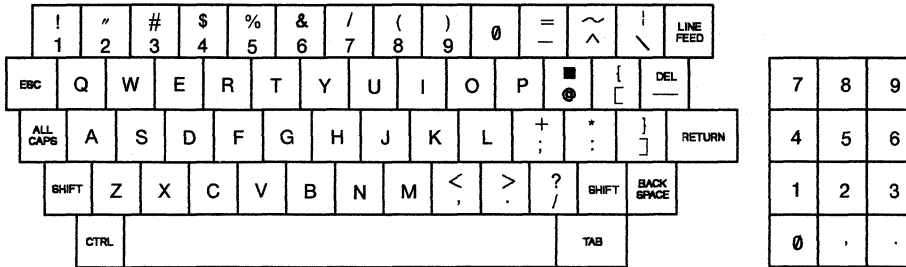 ! " # $ % & / ( ) = ~ ¦ LINE
1 2 3 4 5 6 7 8 9 0 — ^ \ FEED
ESC Q W E R T Y U I O P ■ @ { [ DEL — 7 8 9
ALL CAPS A S D F G H J K L + ; * : } ] RETURN 4 5 6
SHIFT Z X C V B N M < , > . ? / SHIFT BACK SPACE 1 2 3
CTRL TAB 0 , .